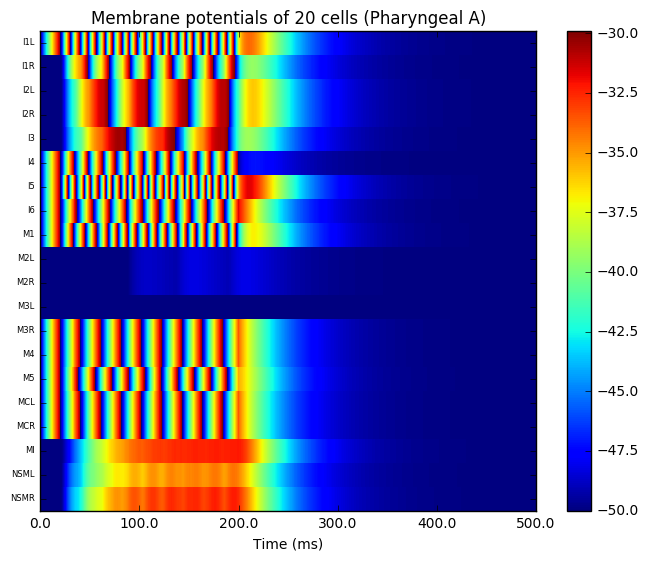 Membrane potentials of 20 cells (Pharyngeal A)
I1L
I1R
I2L
I2R
I3
I4
I5
I6
M1
M2L
M2R
M3L
M3R
M4
M5
MCL
MCR
MI
NSML
NSMR
0.0 100.0 200.0 300.0 400.0 500.0
Time (ms)
−30.0
−32.5
−35.0
−37.5
−40.0
−42.5
−45.0
−47.5
−50.0